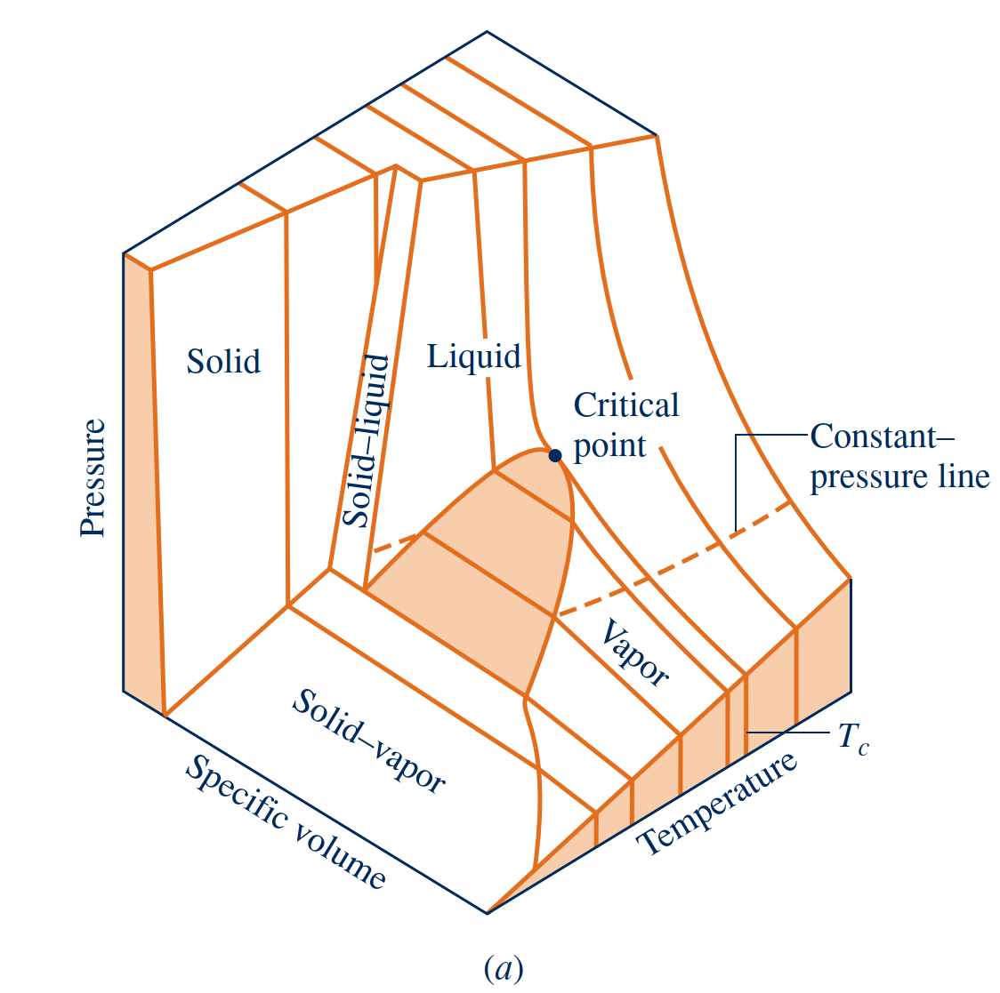 Solid
Liquid
Solid–liquid
Critical
point
Constant–
pressure line
Pressure
Vapor
Solid–vapor
Specific volume
Temperature
Tc
(a)